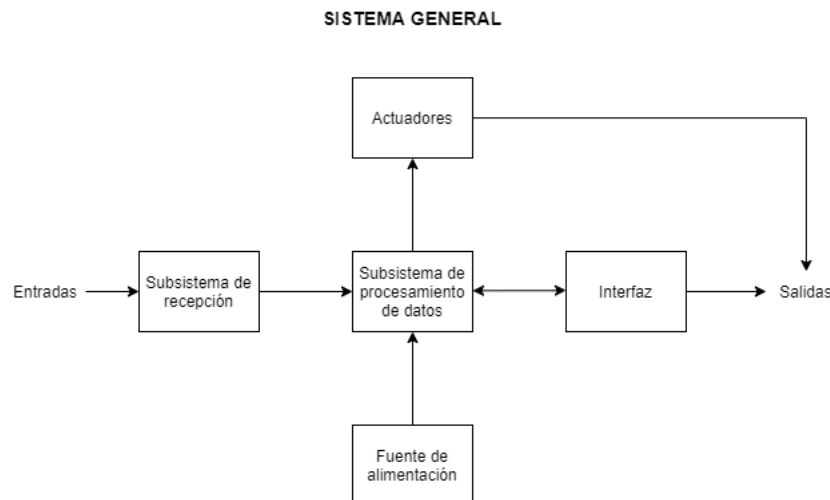 SISTEMA GENERAL
Actuadores
Entradas
Subsistema de
recepción
Subsistema de
procesamiento
de datos
Interfaz
Salidas
Fuente de
alimentación